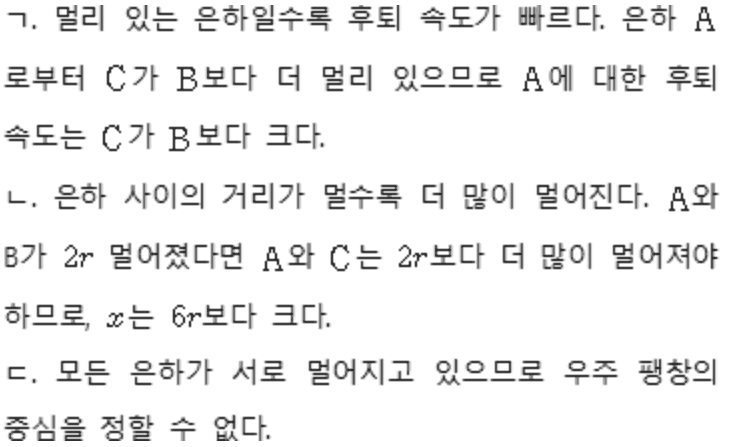 ㄱ. 멀리 있는 은하일수록 후퇴 속도가 빠르다. 은하 A
로부터 C가 B보다 더 멀리 있으므로 A에 대한 후퇴
속도는 C가 B보다 크다.
ㄴ. 은하 사이의 거리가 멀수록 더 많이 멀어진다. A와
B가 2r 멀어졌다면 A와 C는 2r보다 더 많이 멀어져야
하므로, x는 6r보다 크다.
ㄷ. 모든 은하가 서로 멀어지고 있으므로 우주 팽창의
중심을 정할 수 없다.